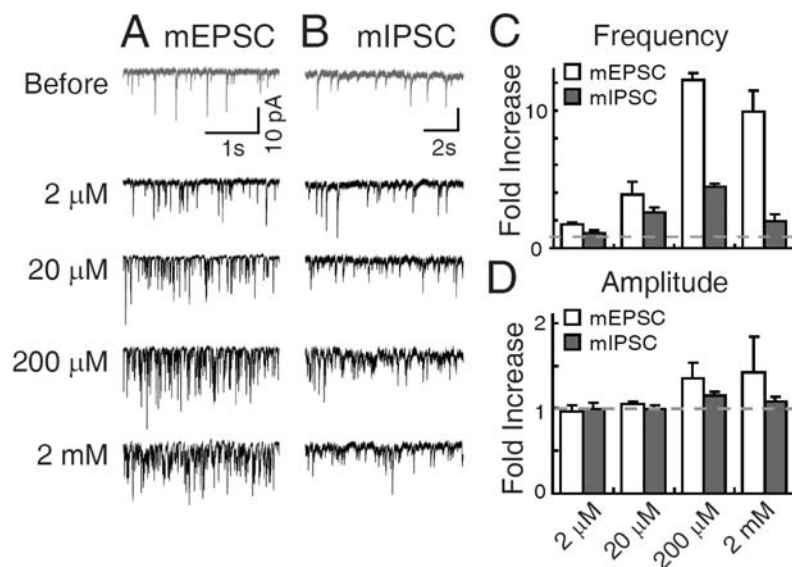 A mEPSC
B mIPSC
Before
1s
10 pA
2s
2 μM
20 μM
200 μM
2 mM
C Frequency
mEPSC
mIPSC
Fold Increase
10
0
D Amplitude
mEPSC
mIPSC
Fold Increase
2
1
0
2 μM
20 μM
200 μM
2 mM